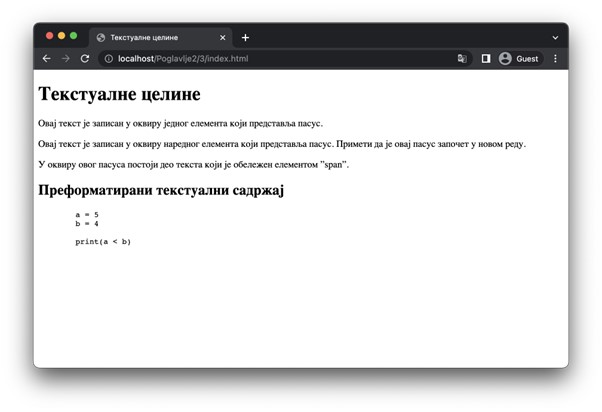 Текстуалне целине
localhost/Poglavlje2/3/index.html
Guest
Текстуалне целине
Овај текст је записан у оквиру једног елемента који представља пасус.
Овај текст је записан у оквиру наредног елемента који представља пасус. Примети да је овај пасус започет у новом реду.
У оквиру овог пасуса постоји део текста који је обележен елементом ”span”.
Преформатирани текстуални садржај
a = 5
b = 4
print(a < b)